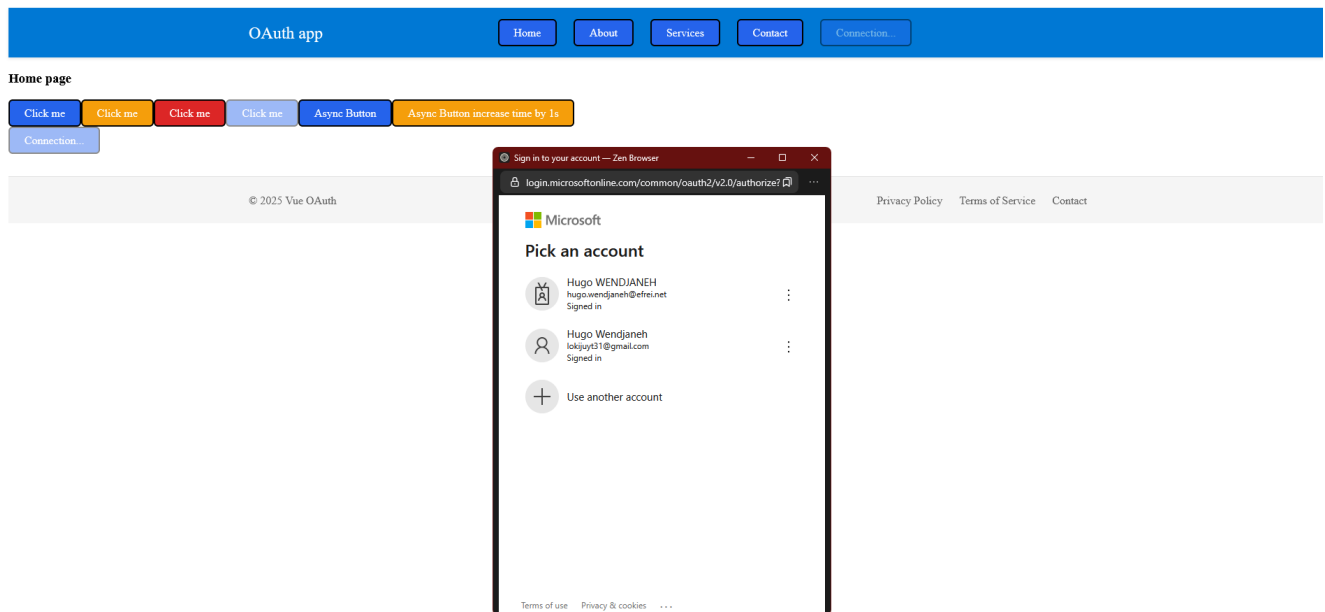 OAuth app
Home
About
Services
Contact
Connection...
Home page
Click me
Click me
Click me
Click me
Async Button
Async Button increase time by 1s
Connection...
Sign in to your account — Zen Browser
login.microsoftonline.com/common/oauth2/v2.0/authorize?
Microsoft
Pick an account
Hugo WENDJANEH
hugo.wendjaneh@efrei.net
Signed in
Hugo Wendjaneh
lokijuyt31@gmail.com
Signed in
Use another account
Terms of use Privacy & cookies ...
© 2025 Vue OAuth
Privacy Policy Terms of Service Contact